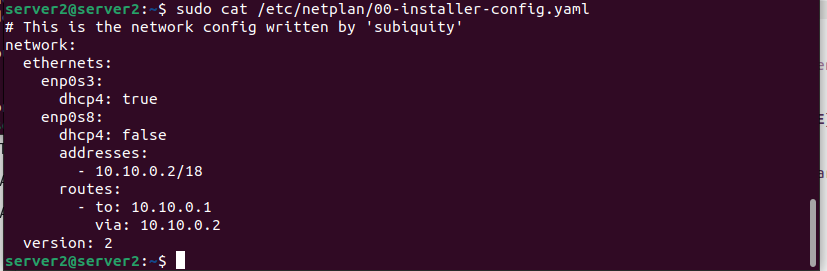 server2@server2:~$ sudo cat /etc/netplan/00-installer-config.yaml
# This is the network config written by 'subiquity'
network:
  ethernets:
    enp0s3:
      dhcp4: true
    enp0s8:
      dhcp4: false
      addresses:
        - 10.10.0.2/18
      routes:
        - to: 10.10.0.1
          via: 10.10.0.2
  version: 2
server2@server2:~$